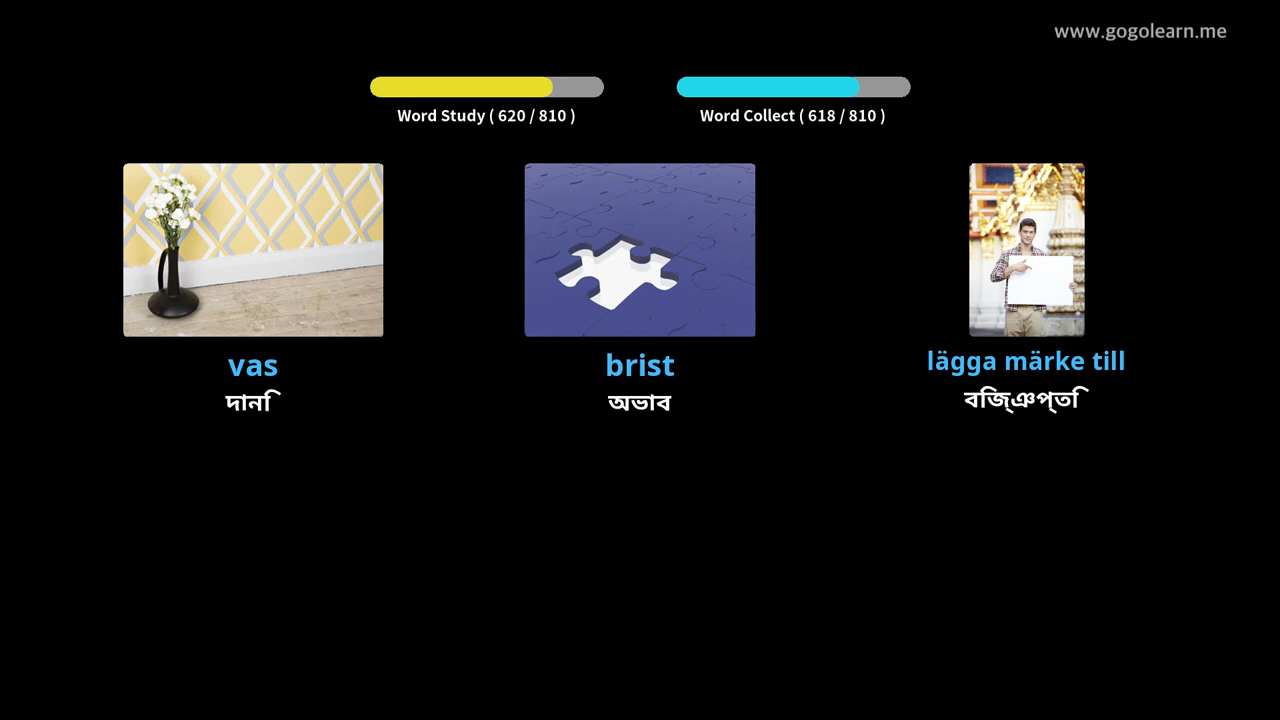 www.gogolearn.me
Word Study ( 620 / 810 )
Word Collect ( 618 / 810 )
vas
দানি
brist
অভাব
lägga märke till
বিজ্ঞপ্তি